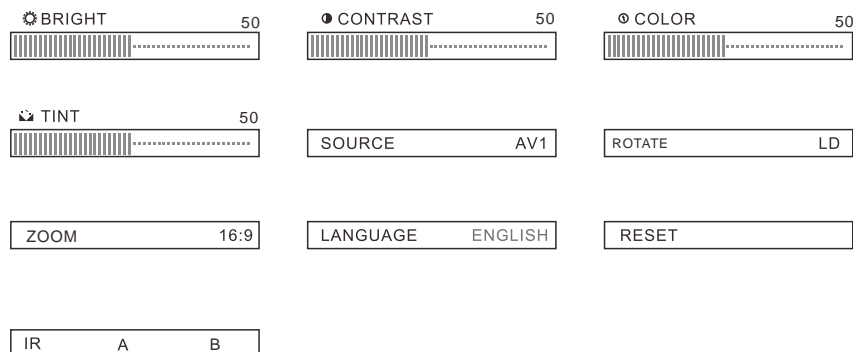 BRIGHT 50
CONTRAST 50
COLOR 50
TINT 50
SOURCE AV1
ROTATE LD
ZOOM 16:9
LANGUAGE ENGLISH
RESET
IR A B